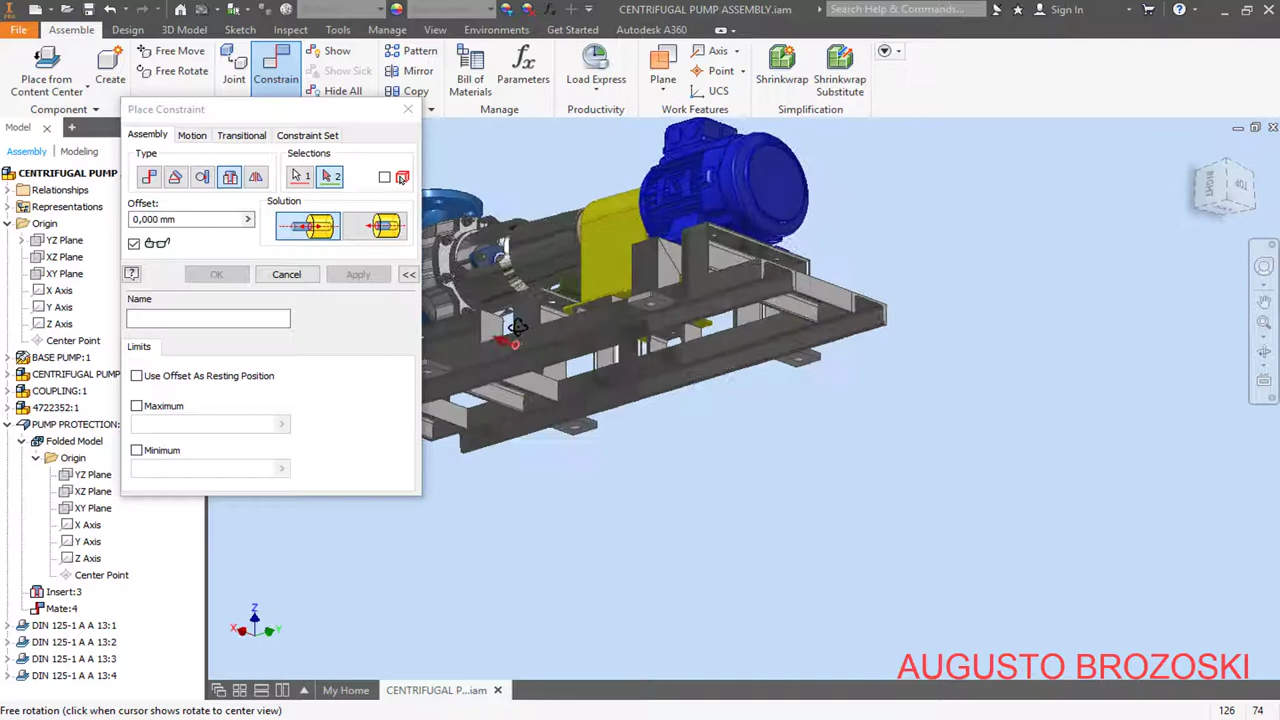 PRO
CENTRIFUGAL PUMP ASSEMBLY.iam
Search Help & Commands...
Sign In
File
Assemble
Design
3D Model
Sketch
Inspect
Tools
Manage
View
Environments
Get Started
Autodesk A360
Place from
Content Center
Create
Free Move
Free Rotate
Component
Joint
Constrain
Show
Show Sick
Hide All
Pattern
Mirror
Copy
Bill of
Materials
Parameters
Manage
Load Express
Productivity
Plane
Axis
Point
UCS
Work Features
Shrinkwrap
Shrinkwrap
Substitute
Simplification
Model
Assembly
Modeling
CENTRIFUGAL PUMP
Relationships
Representations
Origin
YZ Plane
XZ Plane
XY Plane
X Axis
Y Axis
Z Axis
Center Point
BASE PUMP:1
CENTRIFUGAL PUMP
COUPLING:1
4722352:1
PUMP PROTECTION:
Folded Model
Origin
YZ Plane
XZ Plane
XY Plane
X Axis
Y Axis
Z Axis
Center Point
Insert:3
Mate:4
DIN 125-1 A A 13:1
DIN 125-1 A A 13:2
DIN 125-1 A A 13:3
DIN 125-1 A A 13:4
Place Constraint
Assembly
Motion
Transitional
Constraint Set
Type
Selections
1
2
Offset:
0,000 mm
Solution
OK
Cancel
Apply
<<
Name
Limits
Use Offset As Resting Position
Maximum
Minimum
RIGHT
Z
X
Y
My Home
CENTRIFUGAL P...iam
AUGUSTO BROZOSKI
Free rotation (click when cursor shows rotate to center view)
126
74